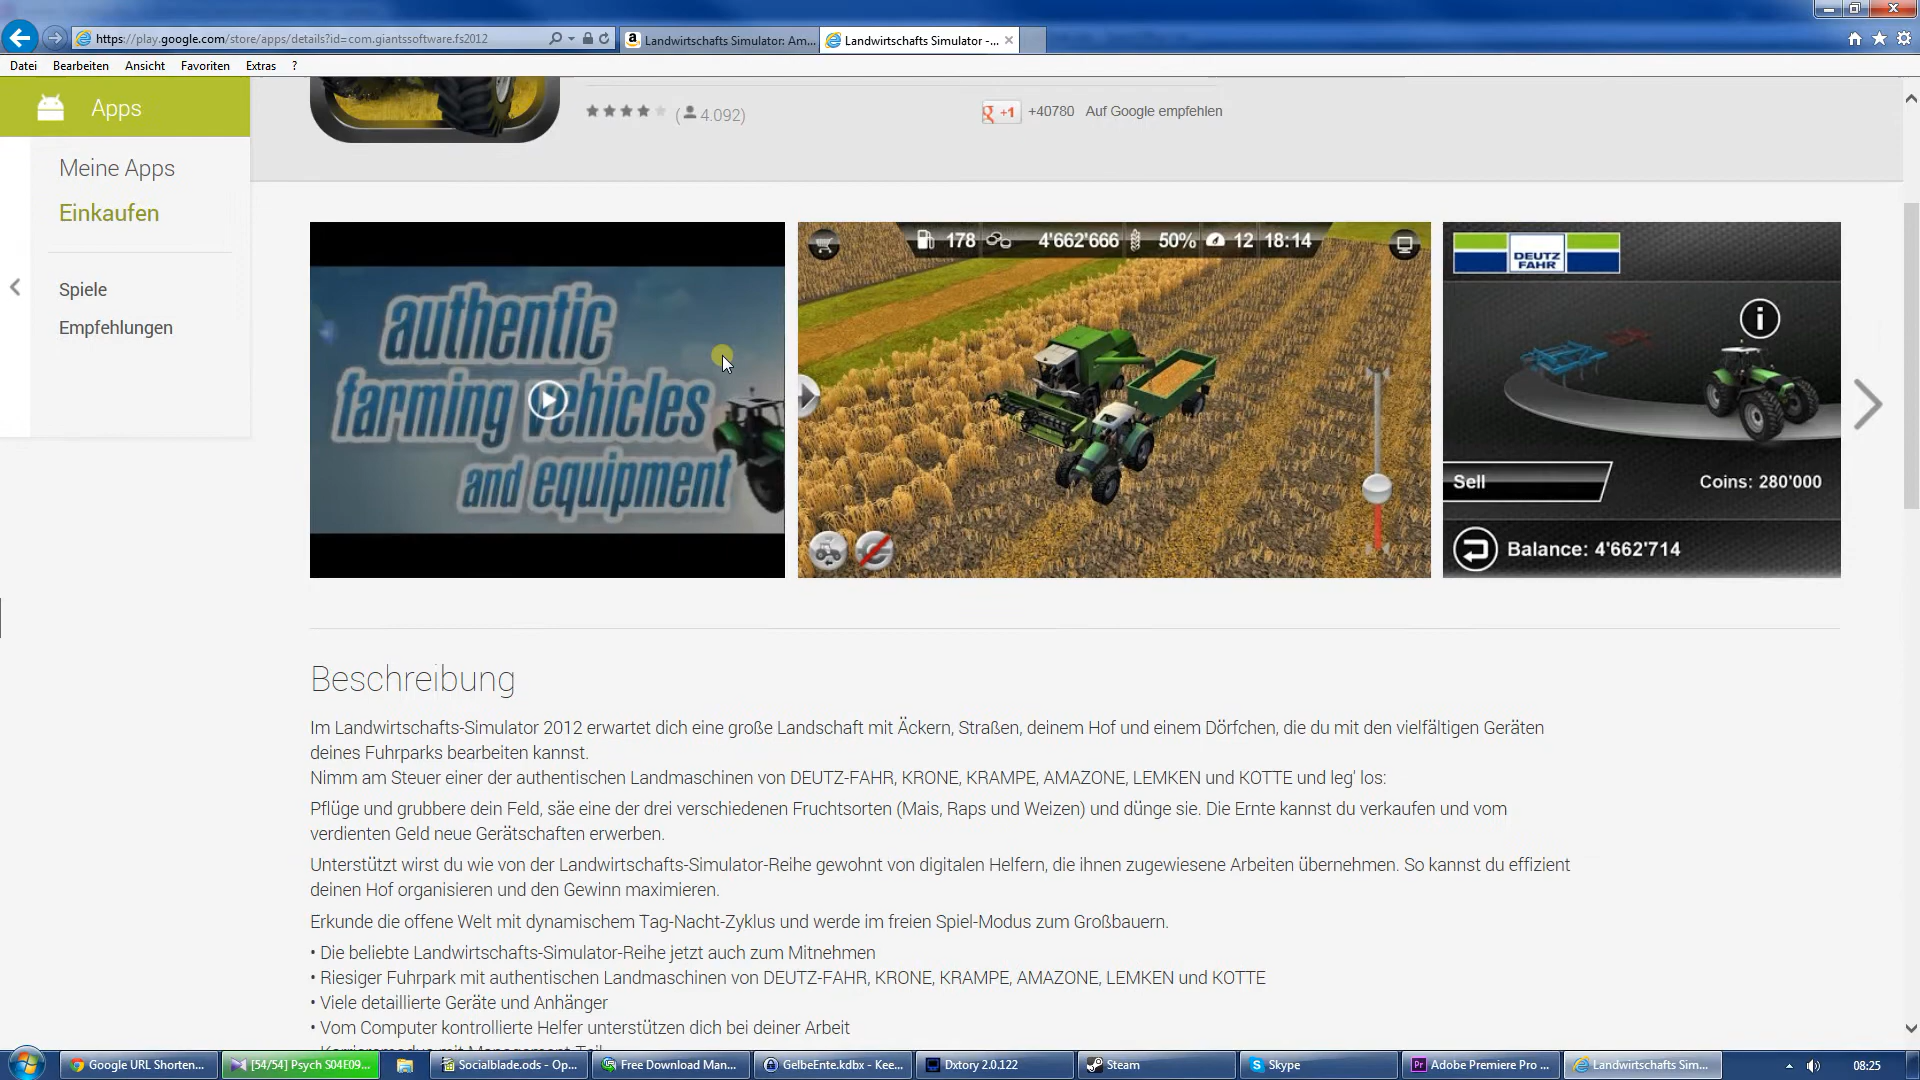 https://play.google.com/store/apps/details?id=com.giantssoftware.fs2012
Landwirtschafts Simulator: Am...
Landwirtschafts Simulator -...
Datei Bearbeiten Ansicht Favoriten Extras ?
Apps
Meine Apps
Einkaufen
Spiele
Empfehlungen
(4.092)
g +1 +40780 Auf Google empfehlen
authentic
farming vehicles
and equipment
178 4'662'666 50% 12 18:14
DEUTZ
FAHR
i
Sell
Coins: 280'000
Balance: 4'662'714
Beschreibung
Im Landwirtschafts-Simulator 2012 erwartet dich eine große Landschaft mit Äckern, Straßen, deinem Hof und einem Dörfchen, die du mit den vielfältigen Geräten
deines Fuhrparks bearbeiten kannst.
Nimm am Steuer einer der authentischen Landmaschinen von DEUTZ-FAHR, KRONE, KRAMPE, AMAZONE, LEMKEN und KOTTE und leg' los:
Pflüge und grubbere dein Feld, säe eine der drei verschiedenen Fruchtsorten (Mais, Raps und Weizen) und dünge sie. Die Ernte kannst du verkaufen und vom
verdienten Geld neue Gerätschaften erwerben.
Unterstützt wirst du wie von der Landwirtschafts-Simulator-Reihe gewohnt von digitalen Helfern, die ihnen zugewiesene Arbeiten übernehmen. So kannst du effizient
deinen Hof organisieren und den Gewinn maximieren.
Erkunde die offene Welt mit dynamischem Tag-Nacht-Zyklus und werde im freien Spiel-Modus zum Großbauern.
• Die beliebte Landwirtschafts-Simulator-Reihe jetzt auch zum Mitnehmen
• Riesiger Fuhrpark mit authentischen Landmaschinen von DEUTZ-FAHR, KRONE, KRAMPE, AMAZONE, LEMKEN und KOTTE
• Viele detaillierte Geräte und Anhänger
• Vom Computer kontrollierte Helfer unterstützen dich bei deiner Arbeit
• Karrieremodus mit Management-Teil
Google URL Shorten...
[54/54] Psych S04E09...
Socialblade.ods - Op...
Free Download Man...
GelbeEnte.kdbx - Kee...
Dxtory 2.0.122
Steam
Skype
Adobe Premiere Pro ...
Landwirtschafts Sim...
08:25